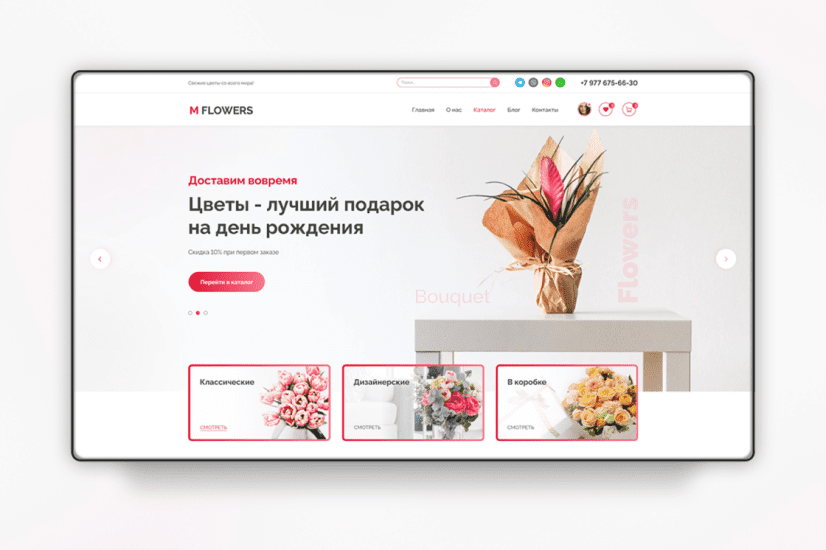 Свежие цветы со всего мира!
Поиск...
+7 977 675-66-30
M FLOWERS
Главная О нас Каталог Блог Контакты
Доставим вовремя
Цветы - лучший подарок
на день рождения
Скидка 10% при первом заказе
Перейти в каталог
Bouquet
Flowers
Классические
СМОТРЕТЬ
Дизайнерские
СМОТРЕТЬ
В коробке
СМОТРЕТЬ